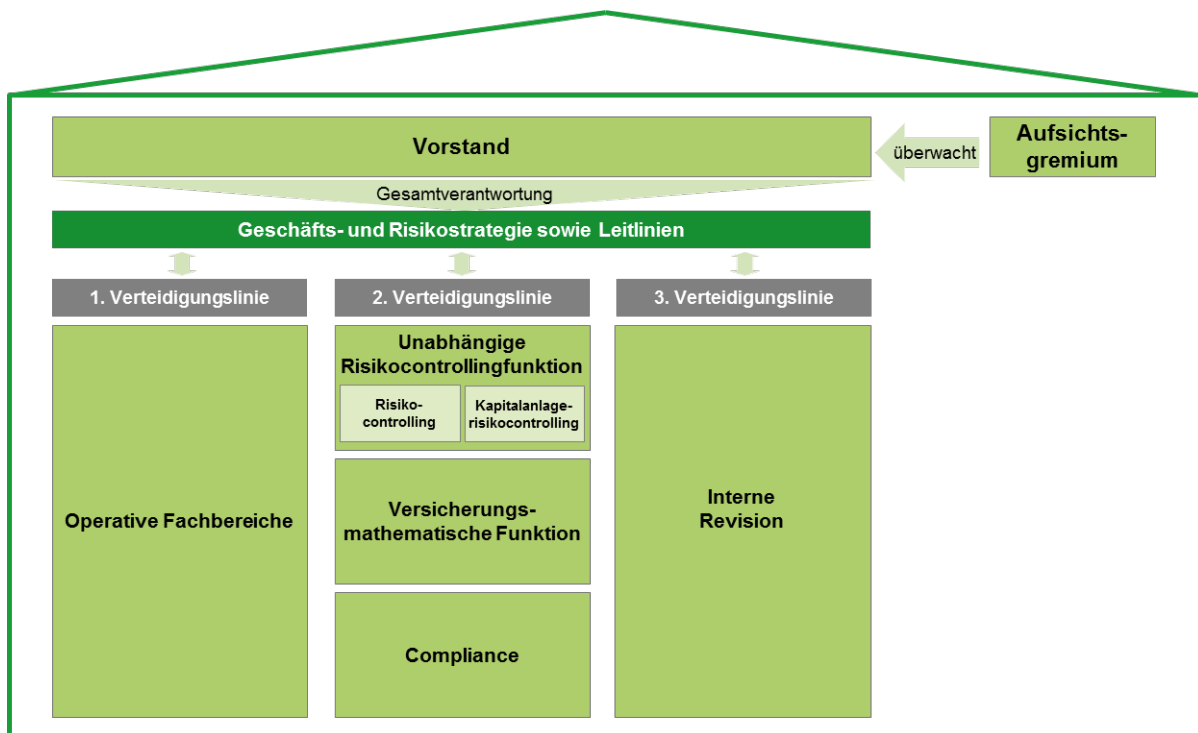 Vorstand
überwacht
Aufsichts-
gremium
Gesamtverantwortung
Geschäfts- und Risikostrategie sowie Leitlinien
1. Verteidigungslinie
2. Verteidigungslinie
3. Verteidigungslinie
Operative Fachbereiche
Unabhängige
Risikocontrollingfunktion
Risiko-
controlling
Kapitalanlage-
risikocontrolling
Versicherungs-
mathematische Funktion
Compliance
Interne
Revision